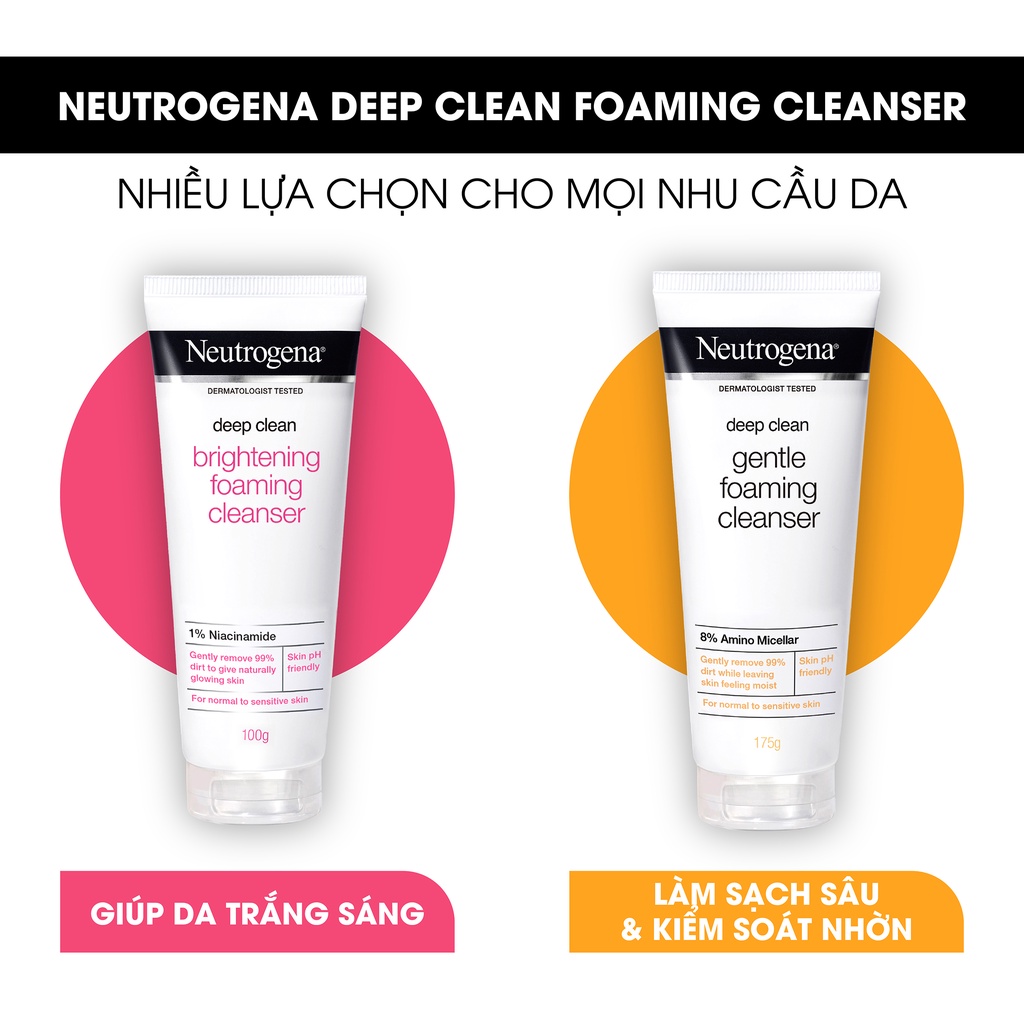 NEUTROGENA DEEP CLEAN FOAMING CLEANSER
NHIỀU LỰA CHỌN CHO MỌI NHU CẦU DA
Neutrogena®
DERMATOLOGIST TESTED
deep clean
brightening
foaming
cleanser
1% Niacinamide
Gently remove 99%
dirt to give naturally
glowing skin
Skin pH
friendly
For normal to sensitive skin
100g
GIÚP DA TRẮNG SÁNG
Neutrogena®
DERMATOLOGIST TESTED
deep clean
gentle
foaming
cleanser
8% Amino Micellar
Gently remove 99%
dirt while leaving
skin feeling moist
Skin pH
friendly
For normal to sensitive skin
175g
LÀM SẠCH SÂU
& KIỂM SOÁT NHỜN